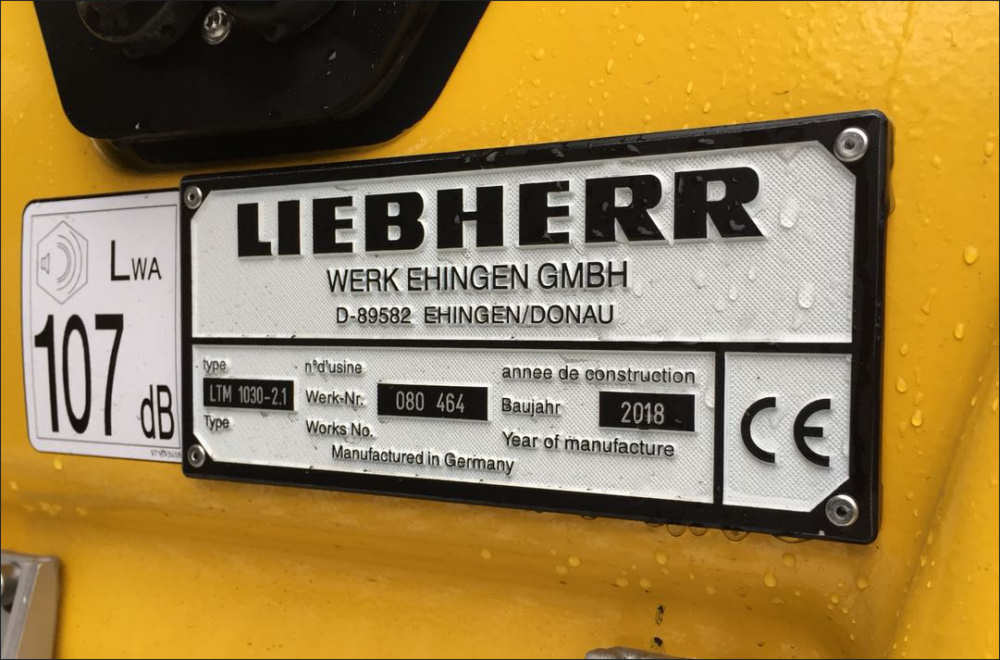 LWA
107
dB
LIEBHERR
WERK EHINGEN GMBH
D-89582 EHINGEN/DONAU
type
LTM 1030-2.1
Type
n°d'usine
Werk-Nr. 080 464
Works No.
annee de construction
Baujahr 2018
Year of manufacture
Manufactured in Germany
CE